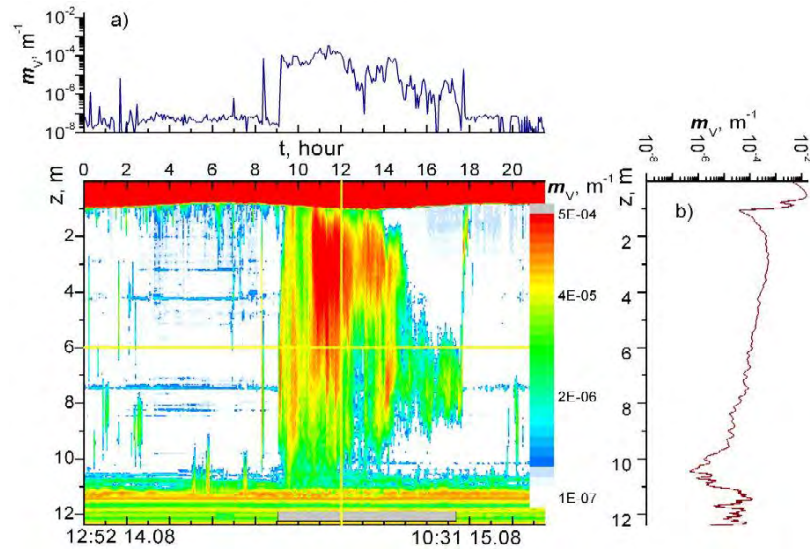 a)
m_V, m⁻¹
10⁻²
10⁻⁴
10⁻⁶
10⁻⁸
t, hour
0 2 4 6 8 10 12 14 16 18 20
z, m
2
4
6
8
10
12
12:52 14.08 10:31 15.08
m_V, m⁻¹
5E-04
4E-05
2E-06
1E-07
m_V, m⁻¹
10⁻⁸ 10⁻⁶ 10⁻⁴ 10⁻²
z, m
b)
0
2
4
6
8
10
12